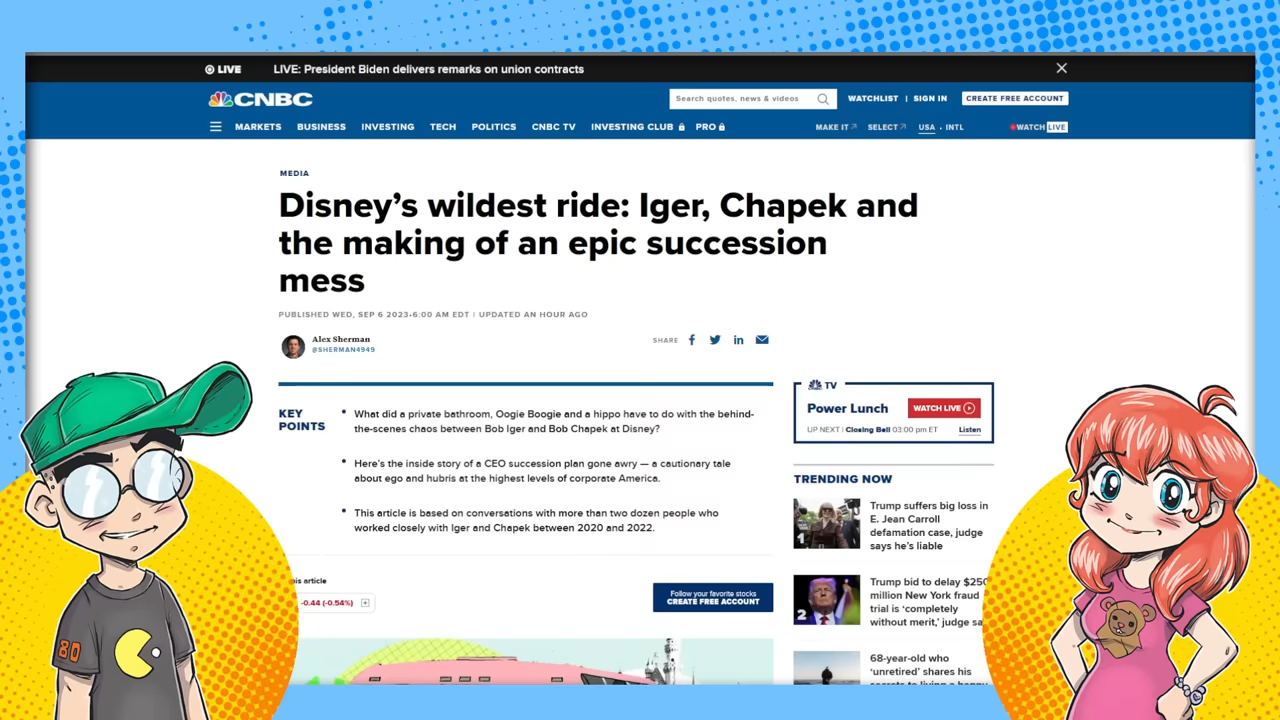 LIVE
LIVE: President Biden delivers remarks on union contracts
CNBC
Search quotes, news & videos
WATCHLIST | SIGN IN
CREATE FREE ACCOUNT
MARKETS BUSINESS INVESTING TECH POLITICS CNBC TV INVESTING CLUB PRO
MAKE IT SELECT USA • INTL
WATCH LIVE
MEDIA
Disney’s wildest ride: Iger, Chapek and
the making of an epic succession
mess
PUBLISHED WED, SEP 6 2023•6:00 AM EDT | UPDATED AN HOUR AGO
Alex Sherman
@SHERMAN4949
SHARE
KEY
POINTS
• What did a private bathroom, Oogie Boogie and a hippo have to do with the behind-
the-scenes chaos between Bob Iger and Bob Chapek at Disney?
• Here’s the inside story of a CEO succession plan gone awry — a cautionary tale
about ego and hubris at the highest levels of corporate America.
• This article is based on conversations with more than two dozen people who
worked closely with Iger and Chapek between 2020 and 2022.
article
-0.44 (-0.54%)
Follow your favorite stocks
CREATE FREE ACCOUNT
TV
Power Lunch
WATCH LIVE
UP NEXT | Closing Bell 03:00 pm ET
Listen
TRENDING NOW
1
Trump suffers big loss in
E. Jean Carroll
defamation case, judge
says he’s liable
2
Trump bid to delay $250
million New York fraud
trial is ‘completely
without merit,’ judge
68-year-old who
‘unretired’ shares his
80